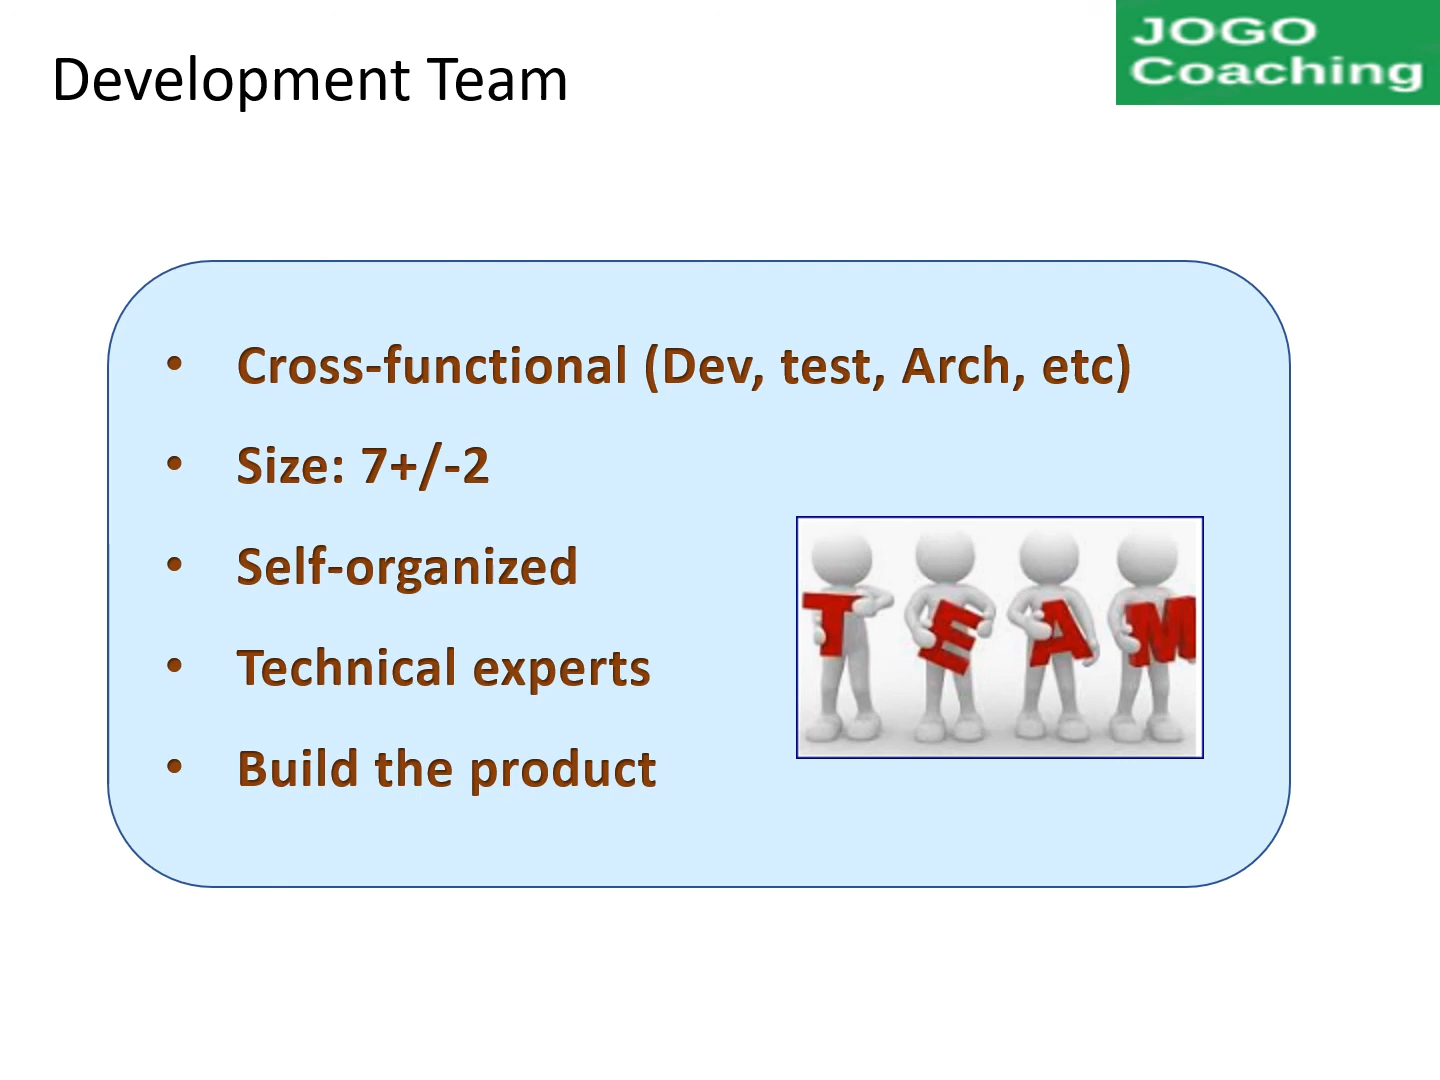 Development Team
JOGO
Coaching
• Cross-functional (Dev, test, Arch, etc)
• Size: 7+/-2
• Self-organized
• Technical experts
• Build the product
TEAM